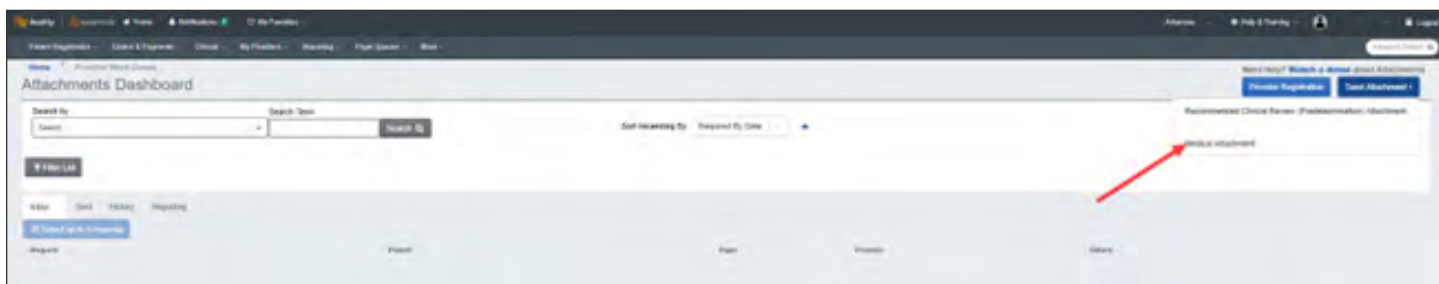 Home Notifications My Favorites Arkansas Help & Training Logout
Patient Registration Claims & Payments Clinical My Providers Reporting Payer Spaces More
Home
Need Help? Watch a demo about Attachments
Attachments Dashboard
Provider Registration Send Attachment
Search by Search Term
Select Search
Sort Incoming By Required By Date
Recommended Clinical Review (Predetermination) Attachment
Medical Attachment
Filter List
Inbox Sent History Reporting
Request Patient Payer Provider Details